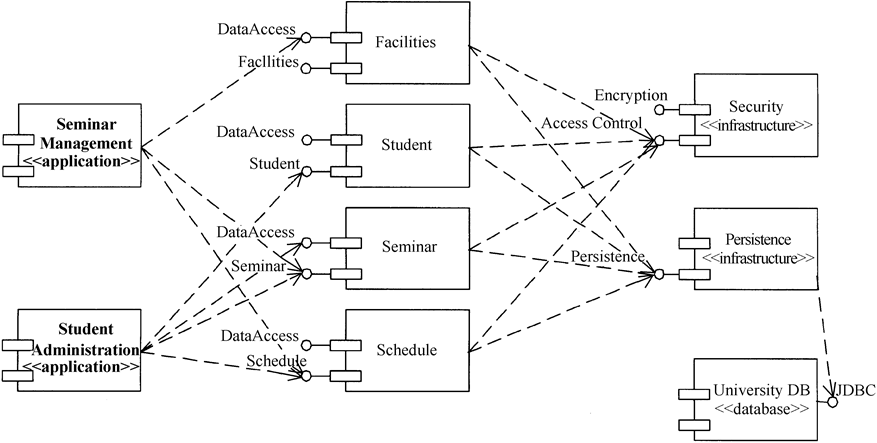 DataAccess
Facilities
Facllities
Seminar
Management
<<application>>
DataAccess
Student
Student
Encryption
Access Control
Security
<<infrastructure>>
DataAccess
Seminar
Seminar
Persistence
Persistence
<<infrastructure>>
Student
Administration
<<application>>
DataAccess
Schedule
Schedule
University DB
<<database>>
JDBC